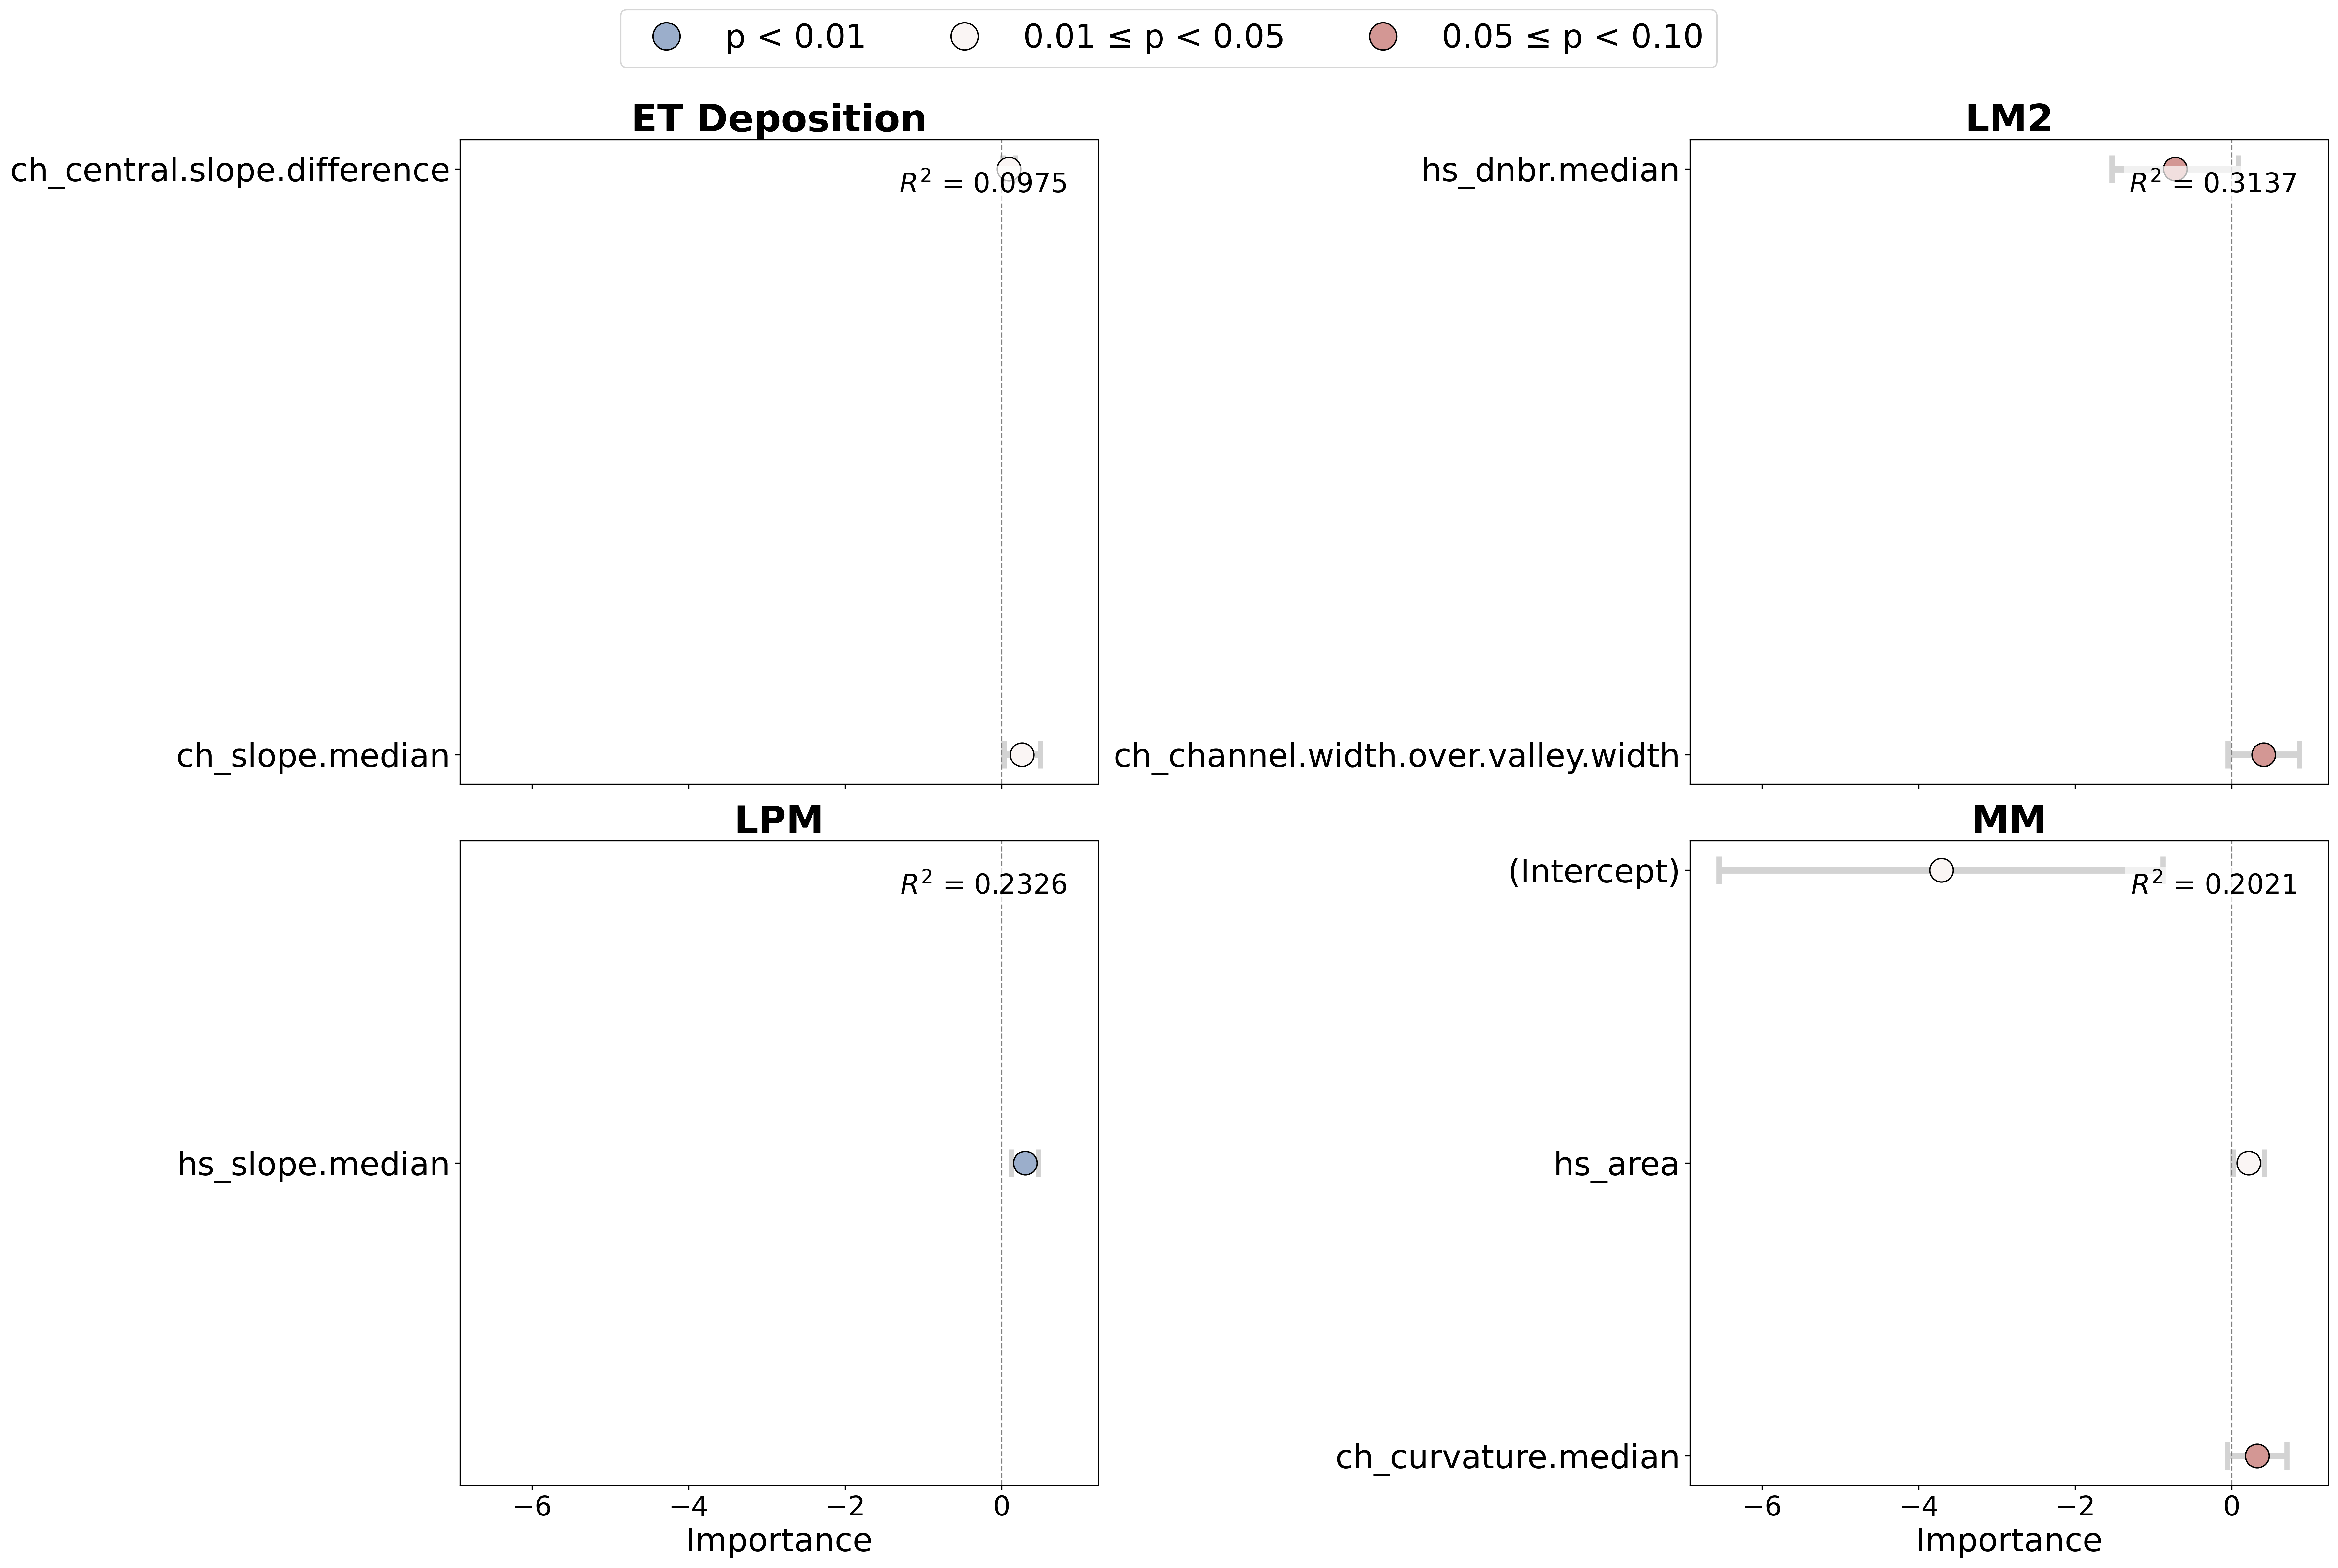 p < 0.01 0.01 ≤ p < 0.05 0.05 ≤ p < 0.10
ET Deposition
ch_central.slope.difference
R² = 0.0975
ch_slope.median
LM2
hs_dnbr.median
R² = 0.3137
ch_channel.width.over.valley.width
LPM
R² = 0.2326
hs_slope.median
−6 −4 −2 0
Importance
MM
(Intercept)
R² = 0.2021
hs_area
ch_curvature.median
−6 −4 −2 0
Importance